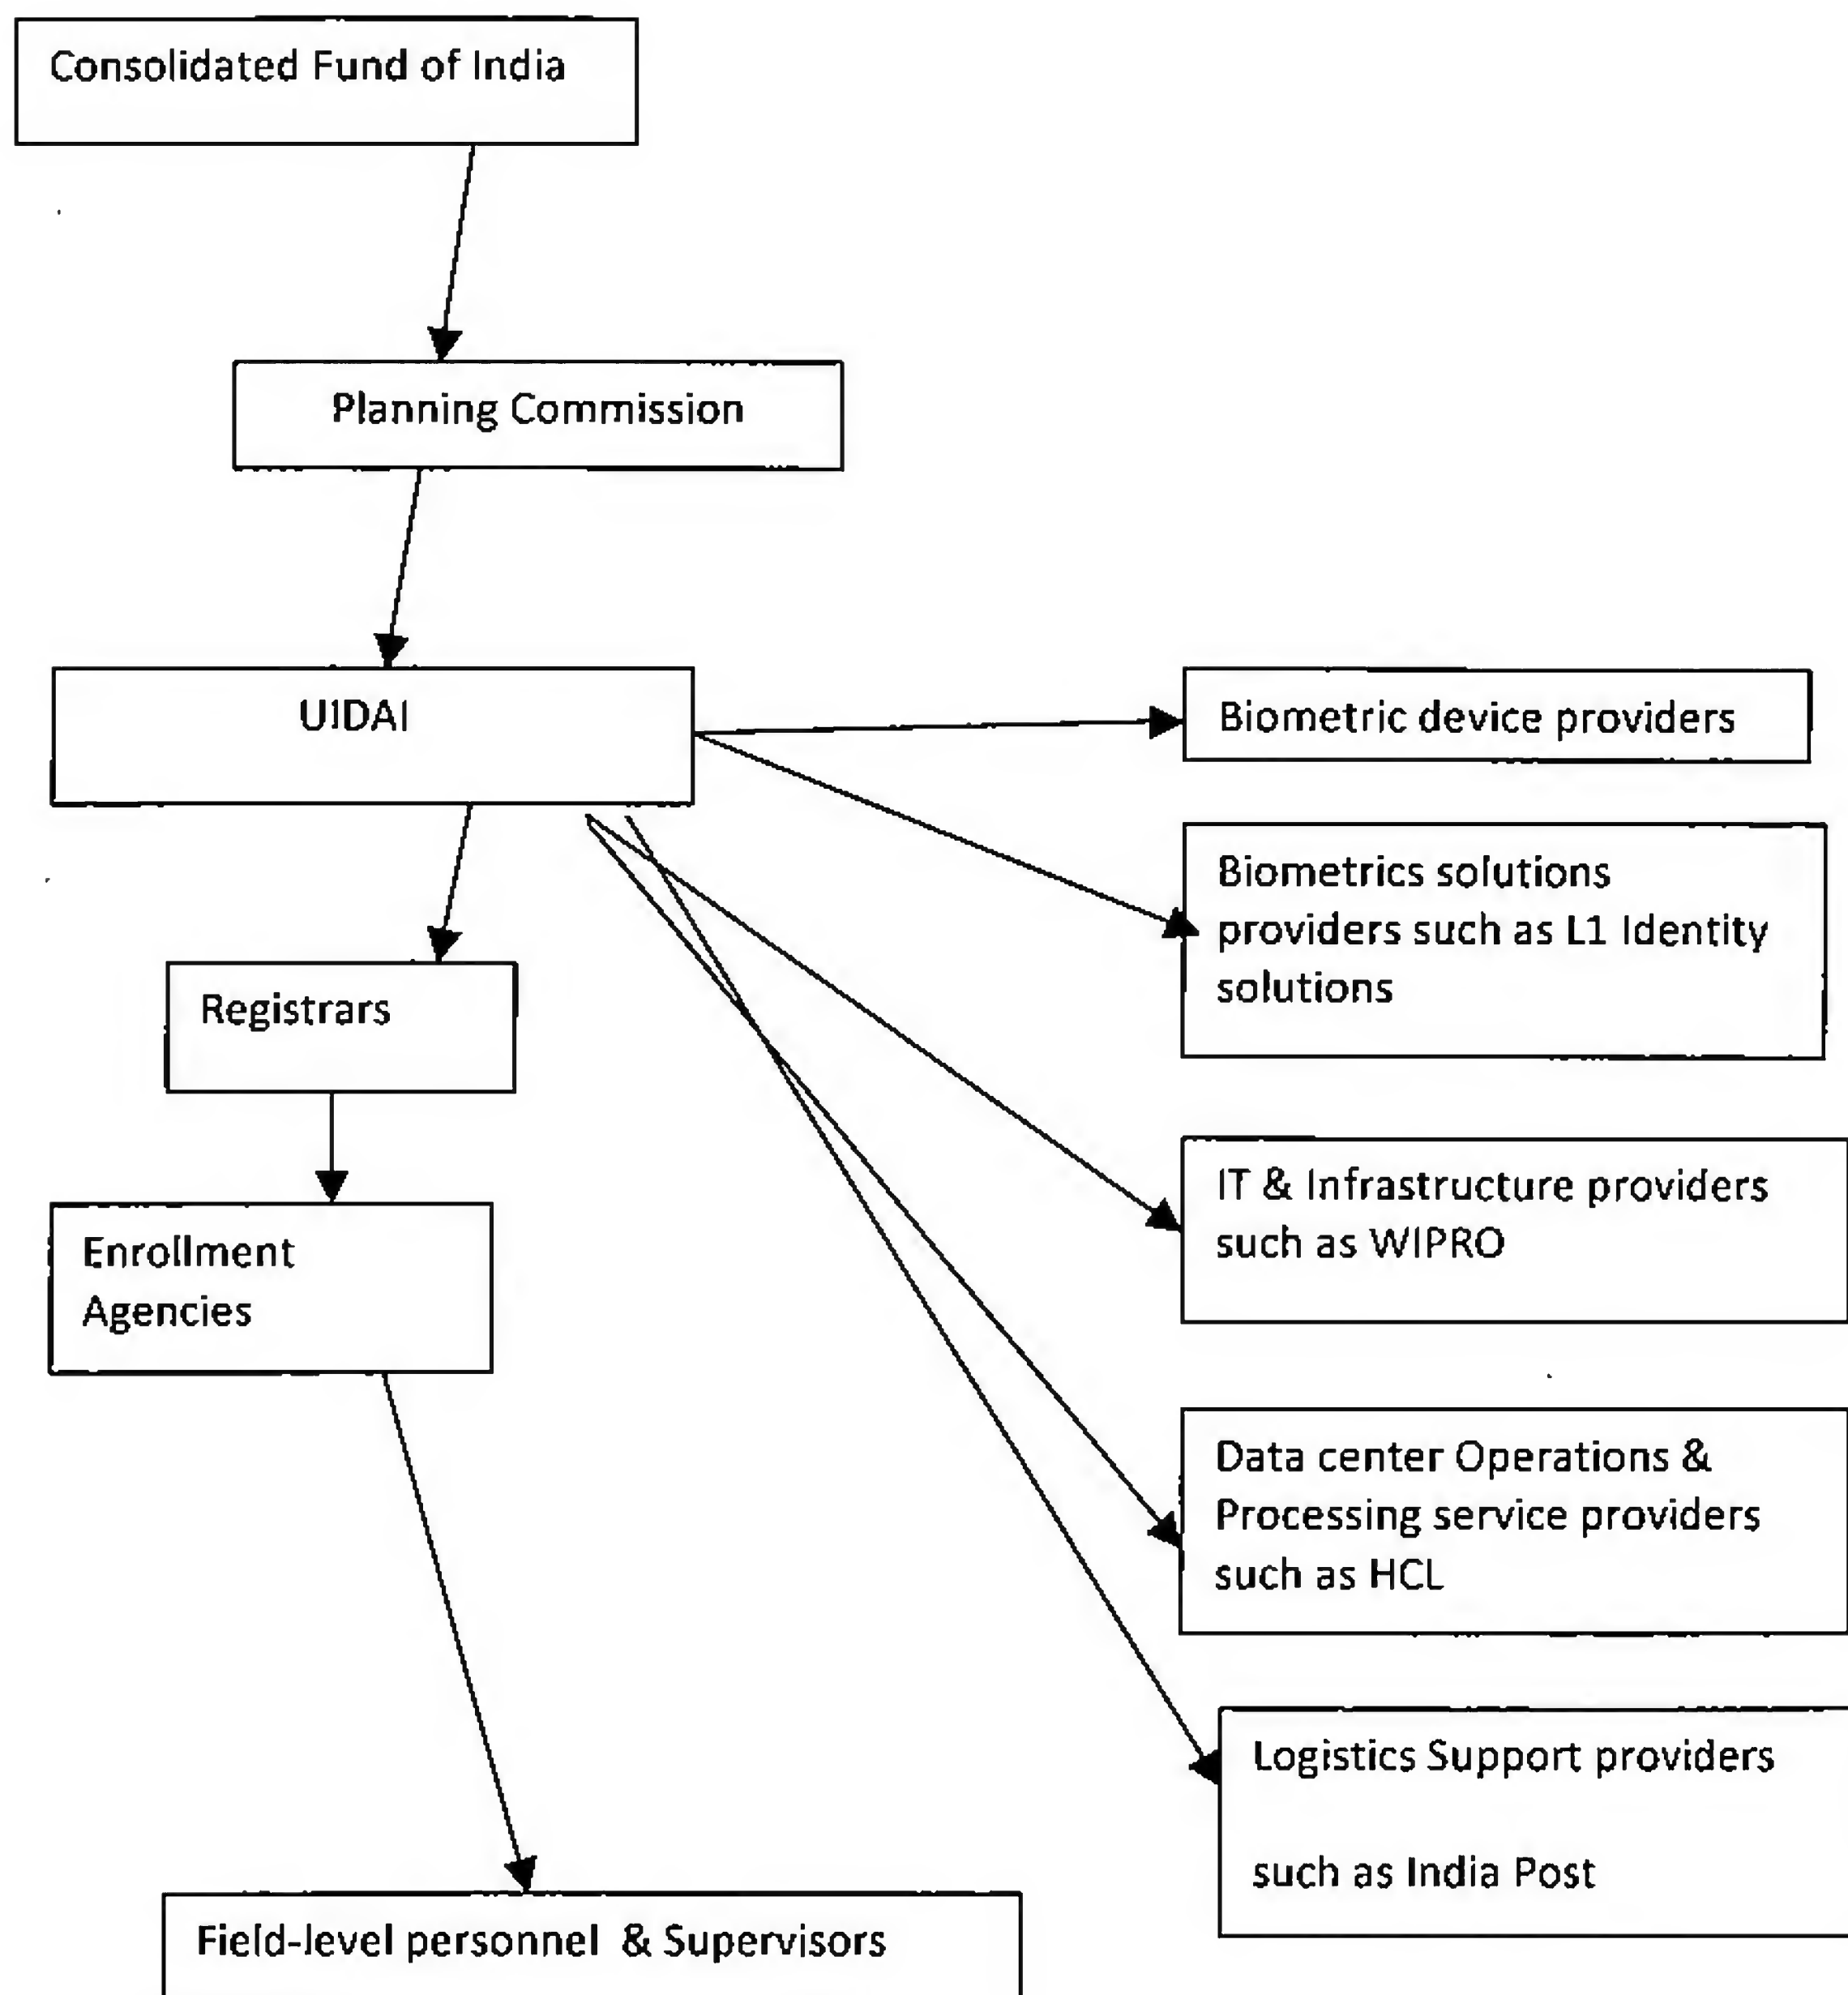 Consolidated Fund of India
Planning Commission
UIDAI
Biometric device providers
Biometrics solutions
providers such as L1 Identity
solutions
Registrars
IT & Infrastructure providers
such as WIPRO
Enrollment
Agencies
Data center Operations &
Processing service providers
such as HCL
Logistics Support providers
such as India Post
Field-level personnel & Supervisors